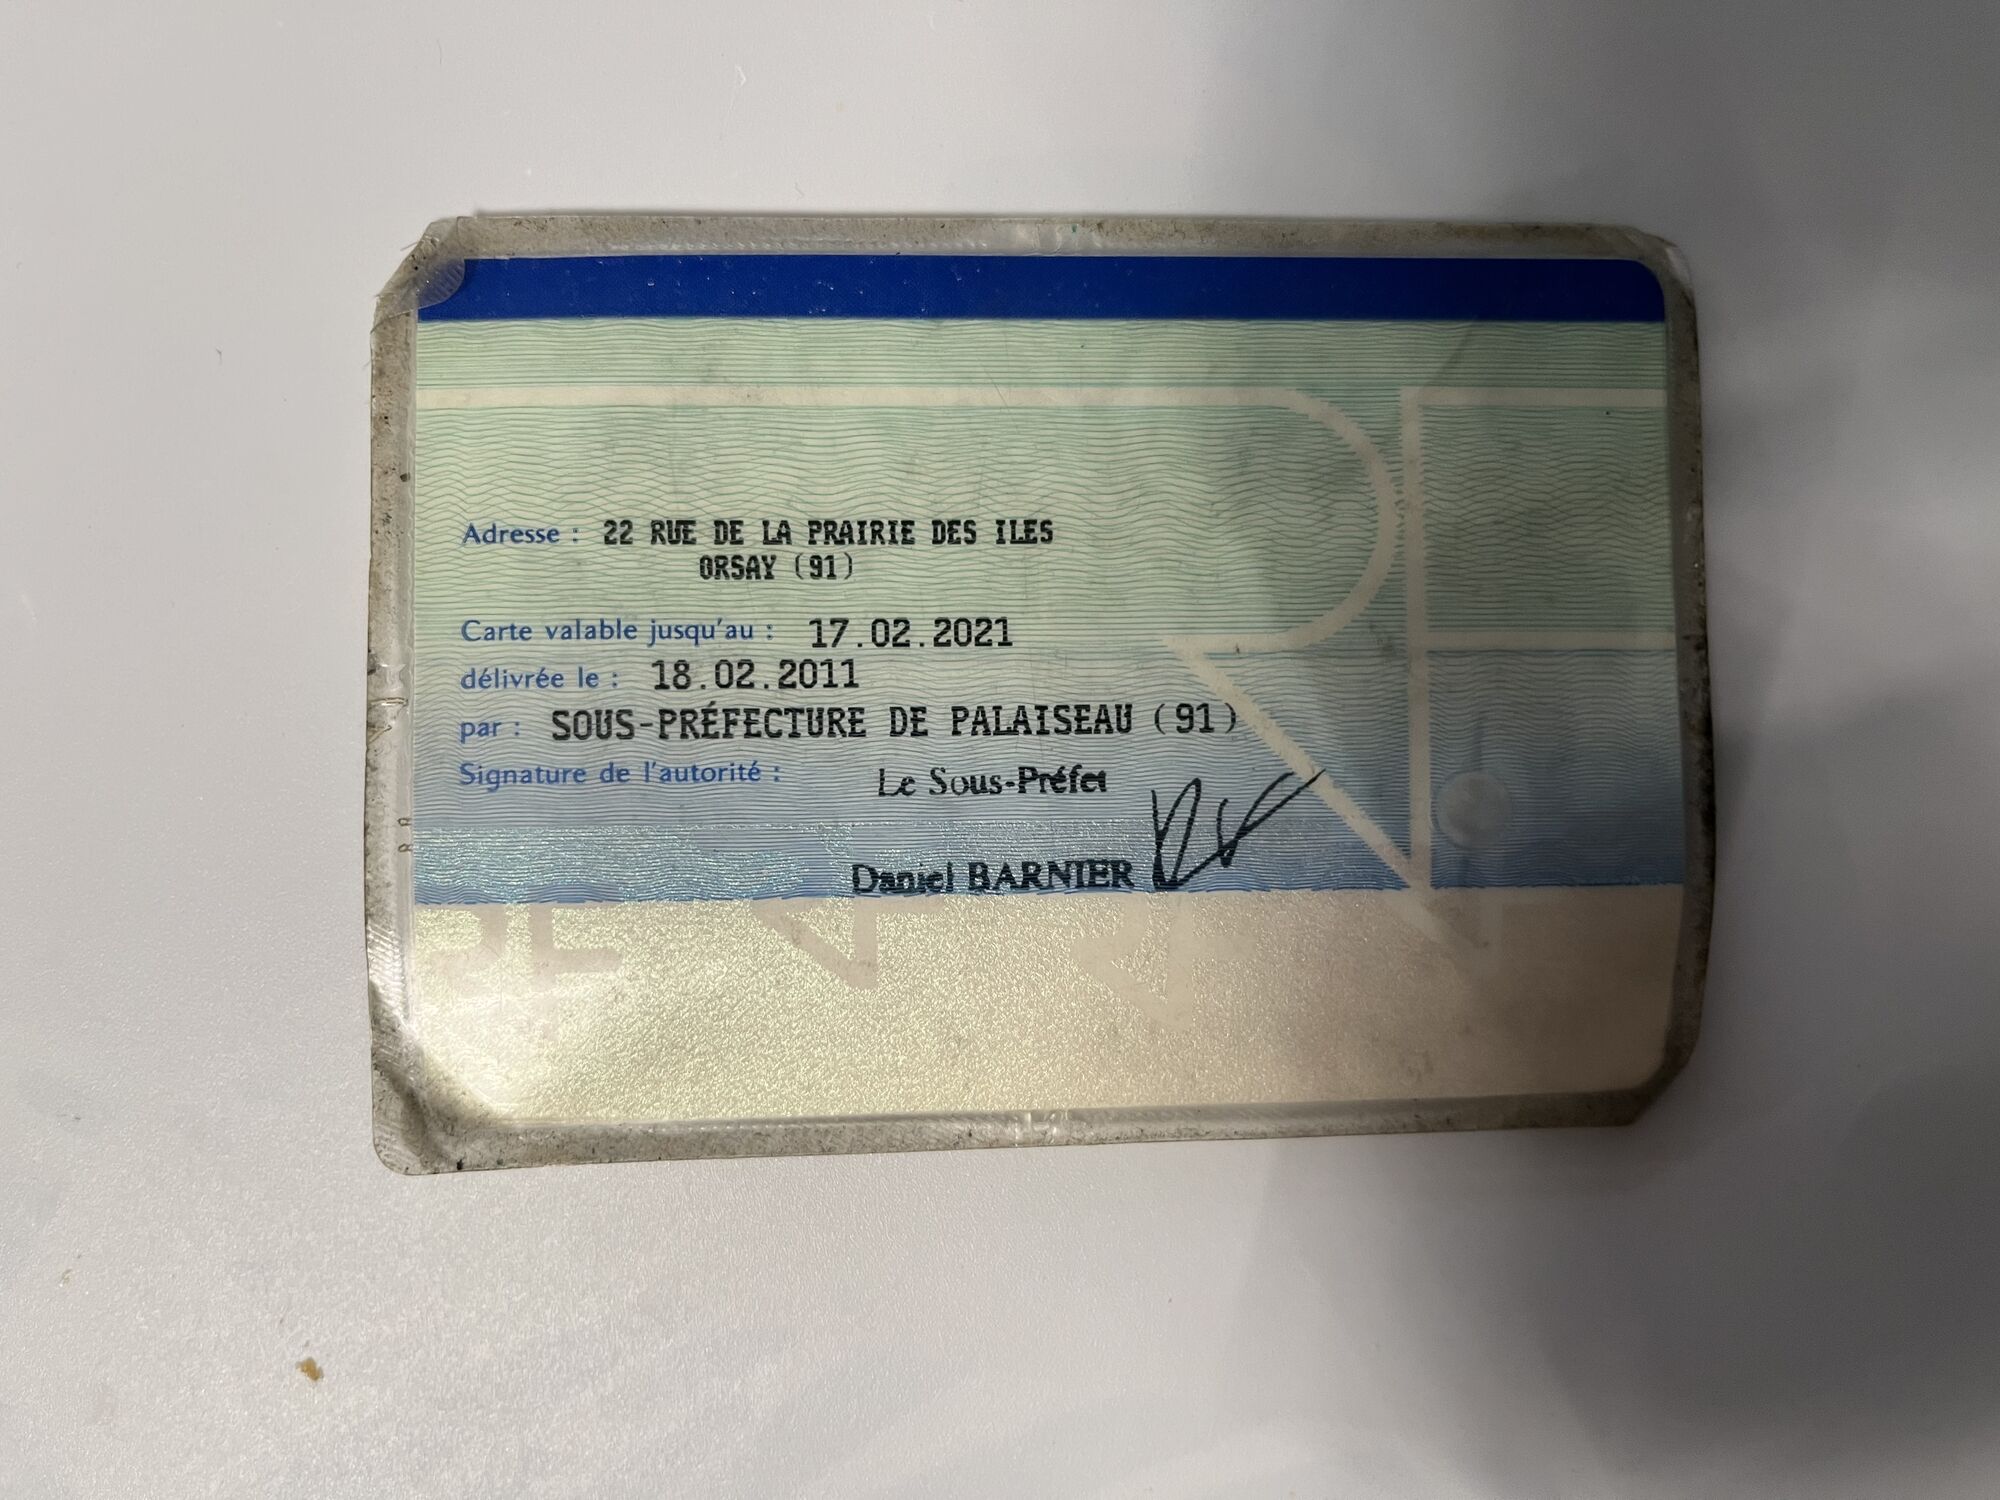 Adresse : 22 RUE DE LA PRAIRIE DES ILES
ORSAY (91)
Carte valable jusqu'au : 17.02.2021
délivrée le : 18.02.2011
par : SOUS-PRÉFECTURE DE PALAISEAU (91)
Signature de l'autorité : Le Sous-Préfet
Daniel BARNIER
RF